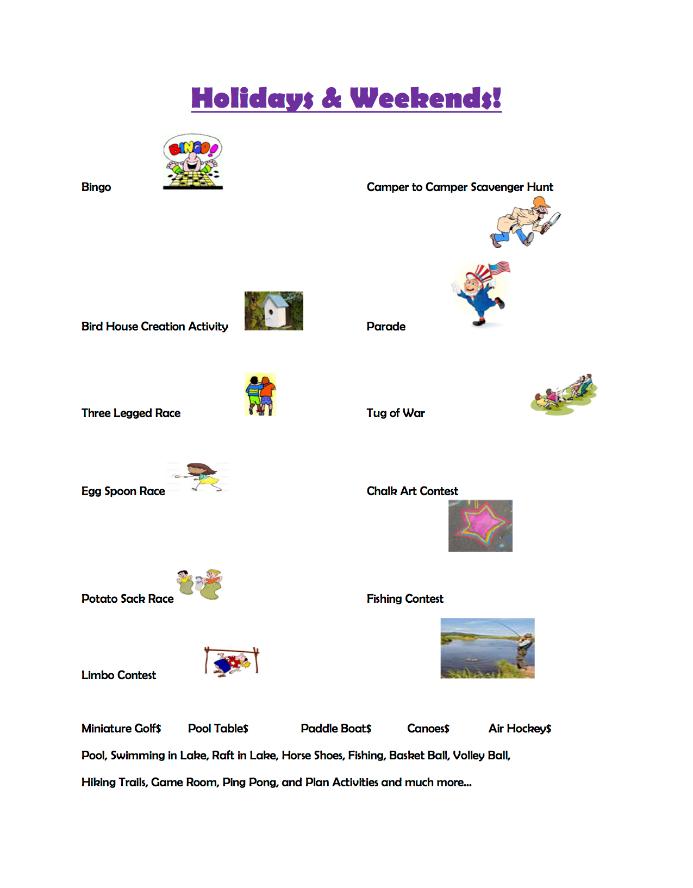 Holidays & Weekends!
BINGO!
Bingo
Camper to Camper Scavenger Hunt
Bird House Creation Activity
Parade
Three Legged Race
Tug of War
Egg Spoon Race
Chalk Art Contest
Potato Sack Race
Fishing Contest
Limbo Contest
Miniature Golf$ Pool Table$ Paddle Boat$ Canoe$ Air Hockey$
Pool, Swimming in Lake, Raft in Lake, Horse Shoes, Fishing, Basket Ball, Volley Ball,
Hiking Trails, Game Room, Ping Pong, and Plan Activities and much more...